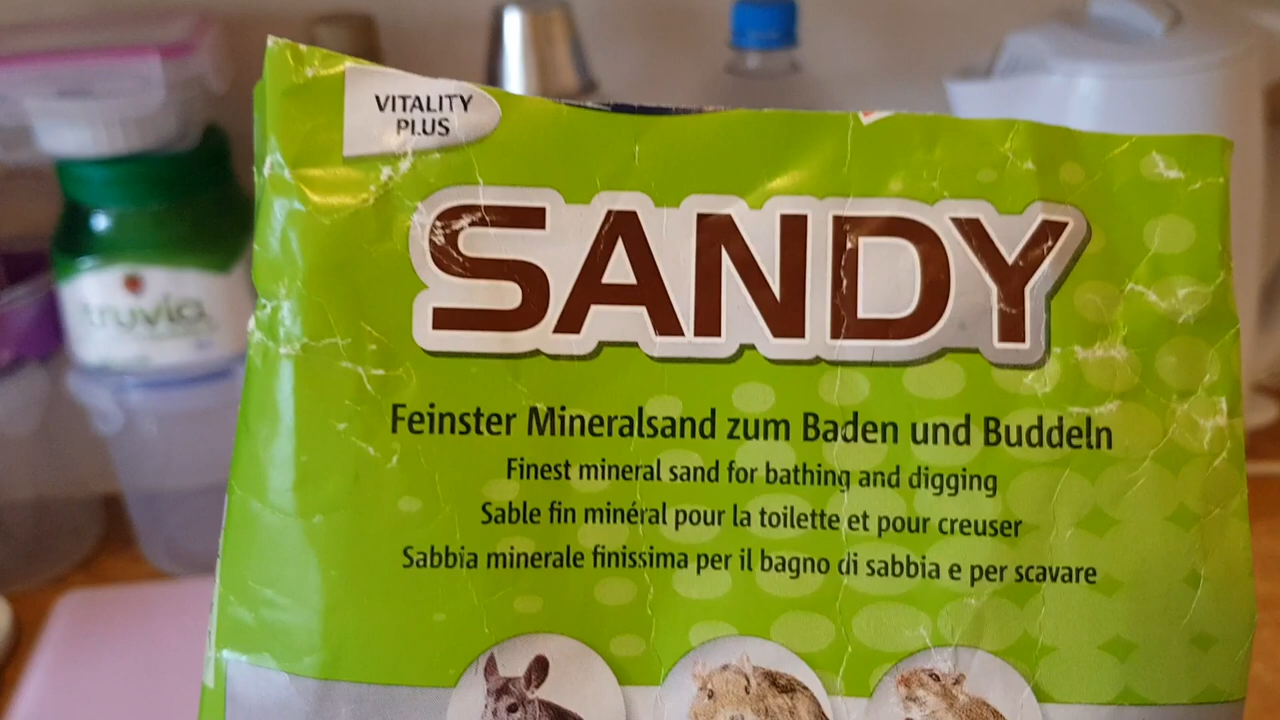 VITALITY
PLUS
SANDY
Feinster Mineralsand zum Baden und Buddeln
Finest mineral sand for bathing and digging
Sable fin minéral pour la toilette et pour creuser
Sabbia minerale finissima per il bagno di sabbia e per scavare
truvia